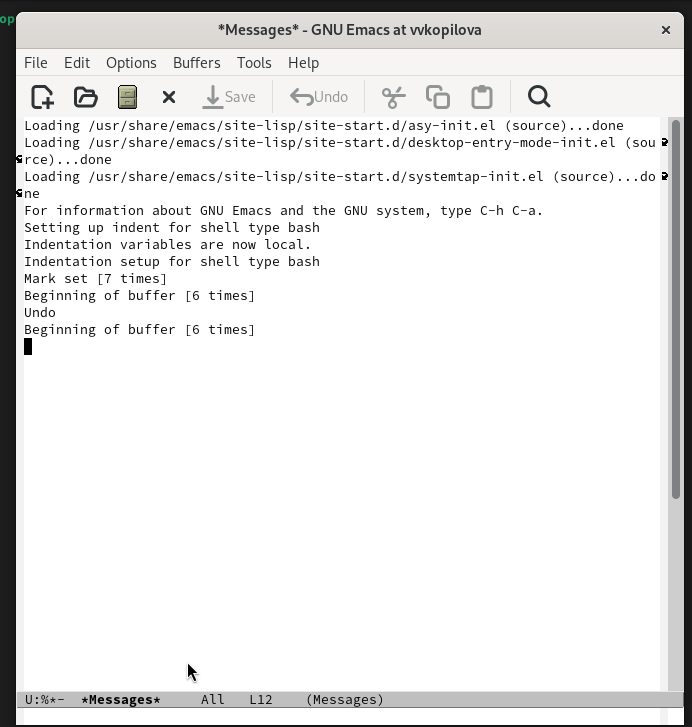 op
*Messages* - GNU Emacs at vvkopilova
File Edit Options Buffers Tools Help
Save Undo
Loading /usr/share/emacs/site-lisp/site-start.d/asy-init.el (source)...done
Loading /usr/share/emacs/site-lisp/site-start.d/desktop-entry-mode-init.el (sou
rce)...done
Loading /usr/share/emacs/site-lisp/site-start.d/systemtap-init.el (source)...do
ne
For information about GNU Emacs and the GNU system, type C-h C-a.
Setting up indent for shell type bash
Indentation variables are now local.
Indentation setup for shell type bash
Mark set [7 times]
Beginning of buffer [6 times]
Undo
Beginning of buffer [6 times]
U:%*- *Messages* All L12 (Messages)